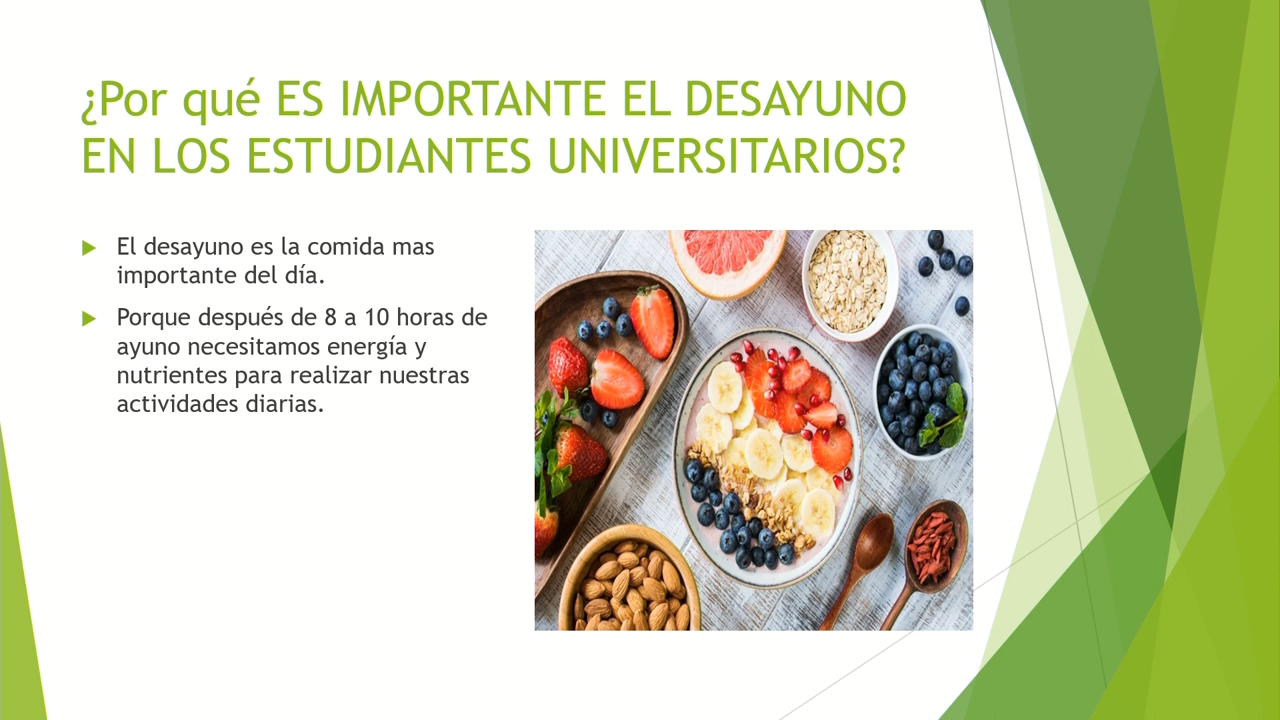 ¿Por qué ES IMPORTANTE EL DESAYUNO
EN LOS ESTUDIANTES UNIVERSITARIOS?
El desayuno es la comida mas
importante del día.
Porque después de 8 a 10 horas de
ayuno necesitamos energía y
nutrientes para realizar nuestras
actividades diarias.